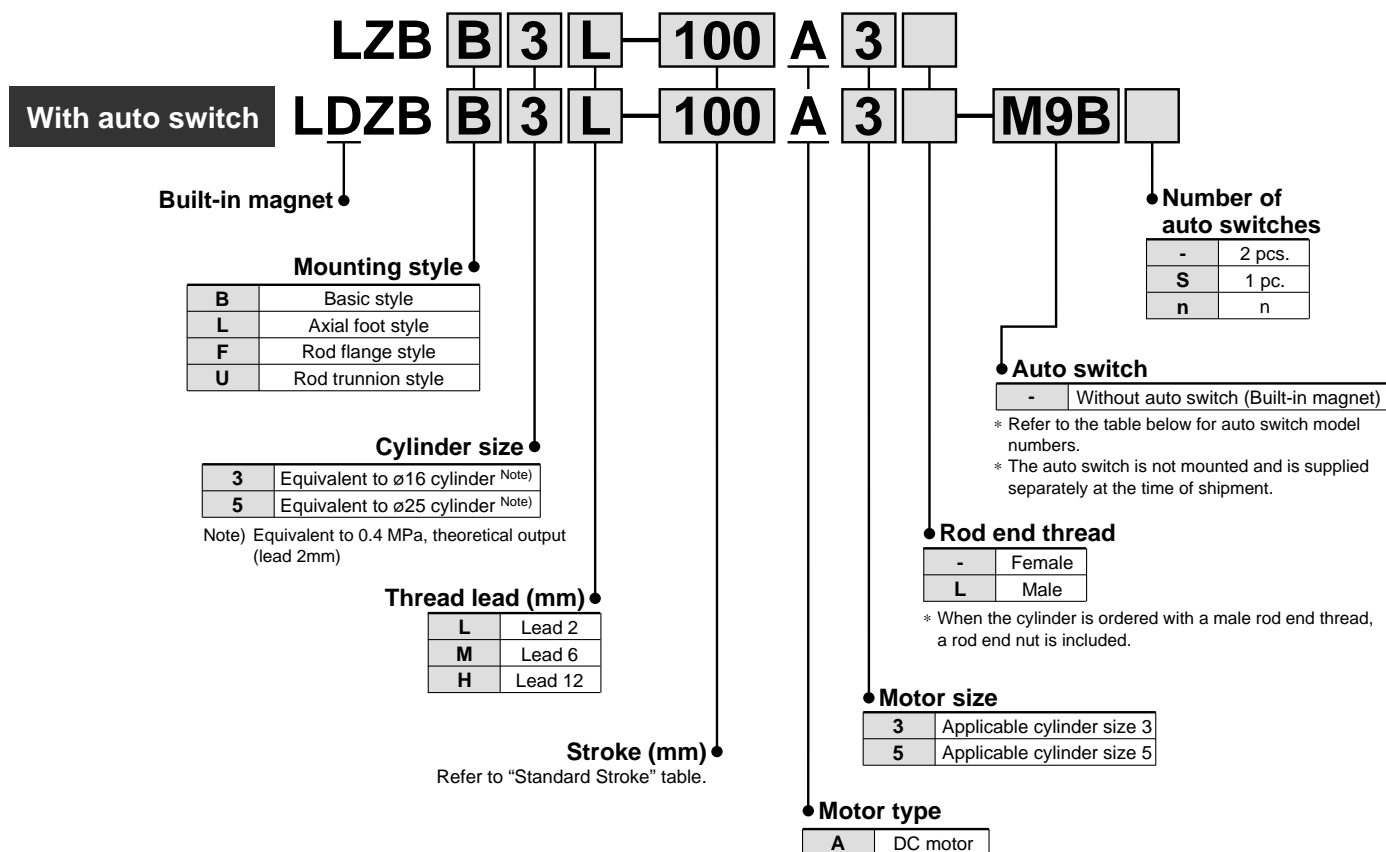 LZB B 3 L - 100 A 3
With auto switch LDZB B 3 L - 100 A 3 - M9B
Built-in magnet
Mounting style
B Basic style
L Axial foot style
F Rod flange style
U Rod trunnion style
Cylinder size
3 Equivalent to ø16 cylinder Note)
5 Equivalent to ø25 cylinder Note)
Note) Equivalent to 0.4 MPa, theoretical output
(lead 2mm)
Thread lead (mm)
L Lead 2
M Lead 6
H Lead 12
Stroke (mm)
Refer to “Standard Stroke” table.
Number of
auto switches
- 2 pcs.
S 1 pc.
n n
Auto switch
- Without auto switch (Built-in magnet)
* Refer to the table below for auto switch model
numbers.
* The auto switch is not mounted and is supplied
separately at the time of shipment.
Rod end thread
- Female
L Male
* When the cylinder is ordered with a male rod end thread,
a rod end nut is included.
Motor size
3 Applicable cylinder size 3
5 Applicable cylinder size 5
Motor type
A DC motor